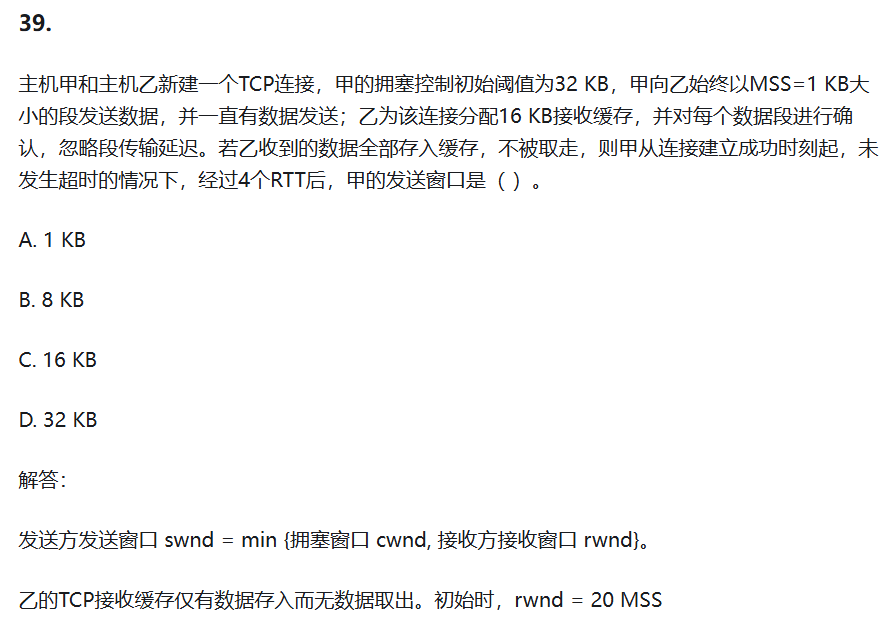 39.
主机甲和主机乙新建一个TCP连接，甲的拥塞控制初始阈值为32 KB，甲向乙始终以MSS=1 KB大
小的段发送数据，并一直有数据发送；乙为该连接分配16 KB接收缓存，并对每个数据段进行确
认，忽略段传输延迟。若乙收到的数据全部存入缓存，不被取走，则甲从连接建立成功时刻起，未
发生超时的情况下，经过4个RTT后，甲的发送窗口是（ ）。
A. 1 KB
B. 8 KB
C. 16 KB
D. 32 KB
解答：
发送方发送窗口 swnd = min {拥塞窗口 cwnd, 接收方接收窗口 rwnd}。
乙的TCP接收缓存仅有数据存入而无数据取出。初始时，rwnd = 20 MSS